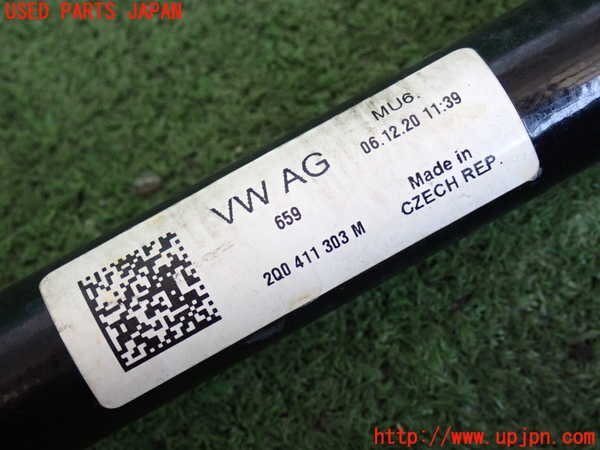 USED PARTS JAPAN
MU6.
06.12.20 11:39
VW AG
Made in
CZECH REP.
659
2Q0 411 303 M
http://www.upjpn.com/